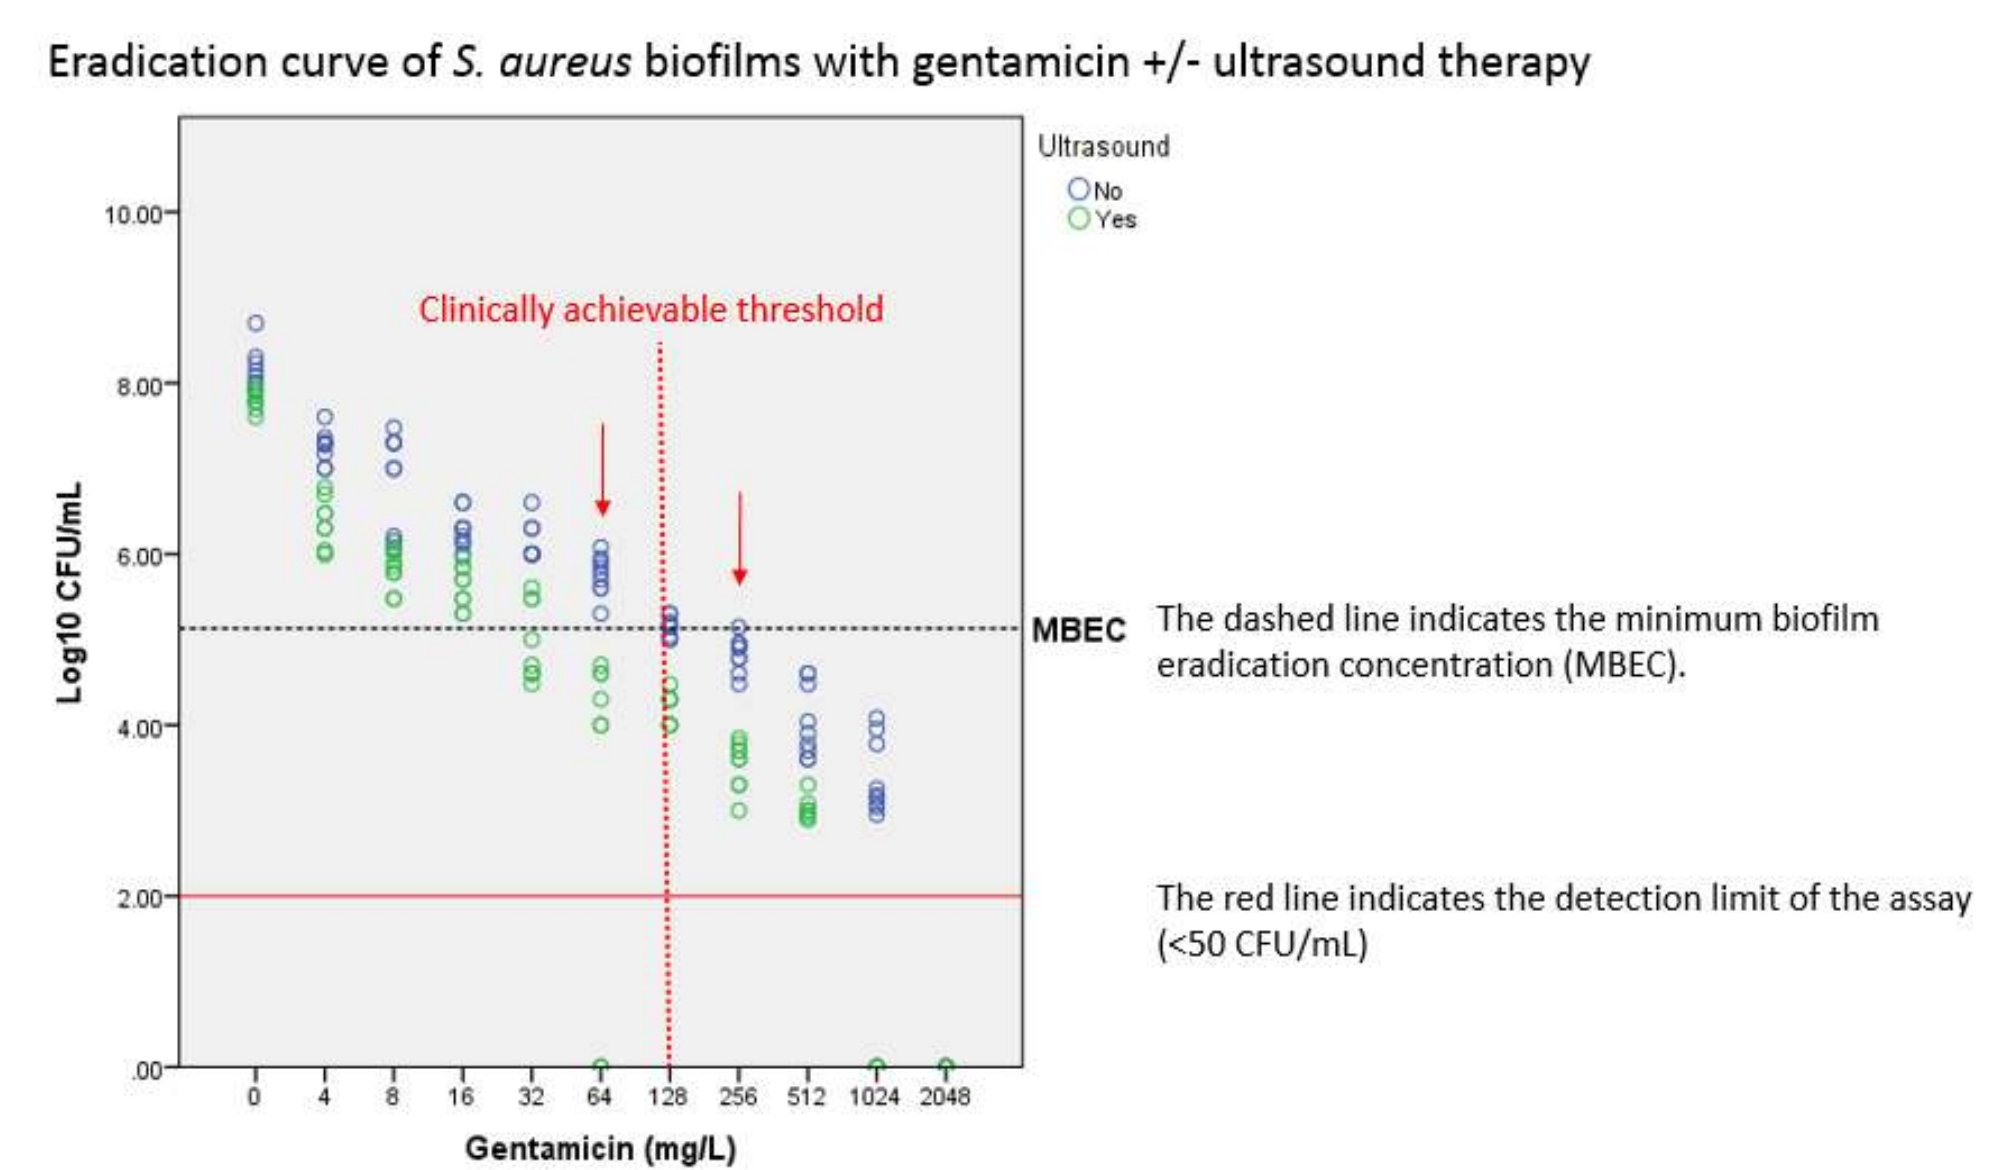 Eradication curve of S. aureus biofilms with gentamicin +/- ultrasound therapy
Ultrasound
No
Yes
10.00
Clinically achievable threshold
8.00
6.00
Log10 CFU/mL
MBEC
The dashed line indicates the minimum biofilm
eradication concentration (MBEC).
4.00
2.00
The red line indicates the detection limit of the assay
(<50 CFU/mL)
.00
0 4 8 16 32 64 128 256 512 1024 2048
Gentamicin (mg/L)